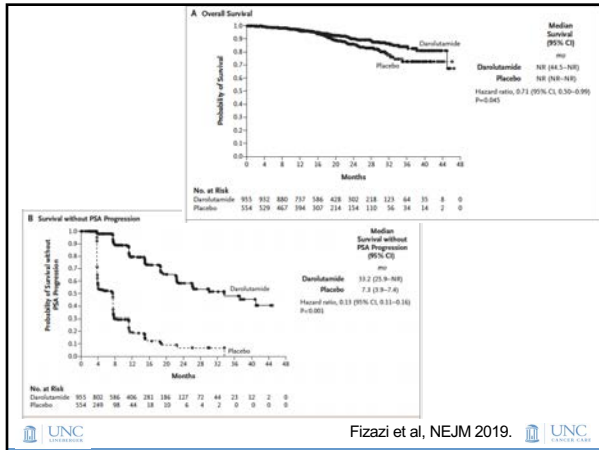 A Overall Survival
Probability of Survival
1.0
0.9
0.8
0.7
0.6
0.5
0.4
0.3
0.2
0.1
0.0
0 4 8 12 16 20 24 28 32 36 40 44 48
Months
Darolutamide
Placebo
Median
Survival
(95% CI)
mo
Darolutamide NR (44.5–NR)
Placebo NR (NR–NR)
Hazard ratio, 0.71 (95% CI, 0.50–0.99)
P=0.045
No. at Risk
Darolutamide 955 932 880 737 586 428 302 218 123 64 35 8 0
Placebo 554 529 467 394 307 214 154 110 56 34 14 2 0
B Survival without PSA Progression
Probability of Survival without
PSA Progression
1.0
0.9
0.8
0.7
0.6
0.5
0.4
0.3
0.2
0.1
0.0
0 4 8 12 16 20 24 28 32 36 40 44 48
Months
Darolutamide
Placebo
Median
Survival without
PSA Progression
(95% CI)
mo
Darolutamide 33.2 (25.9–NR)
Placebo 7.3 (3.9–7.4)
Hazard ratio, 0.13 (95% CI, 0.11–0.16)
P<0.001
No. at Risk
Darolutamide 955 802 586 406 281 186 127 72 44 23 12 2 0
Placebo 554 249 98 44 18 10 6 4 2 0 0 0 0
Fizazi et al, NEJM 2019.
UNC
LINEBERGER
UNC
CANCER CARE